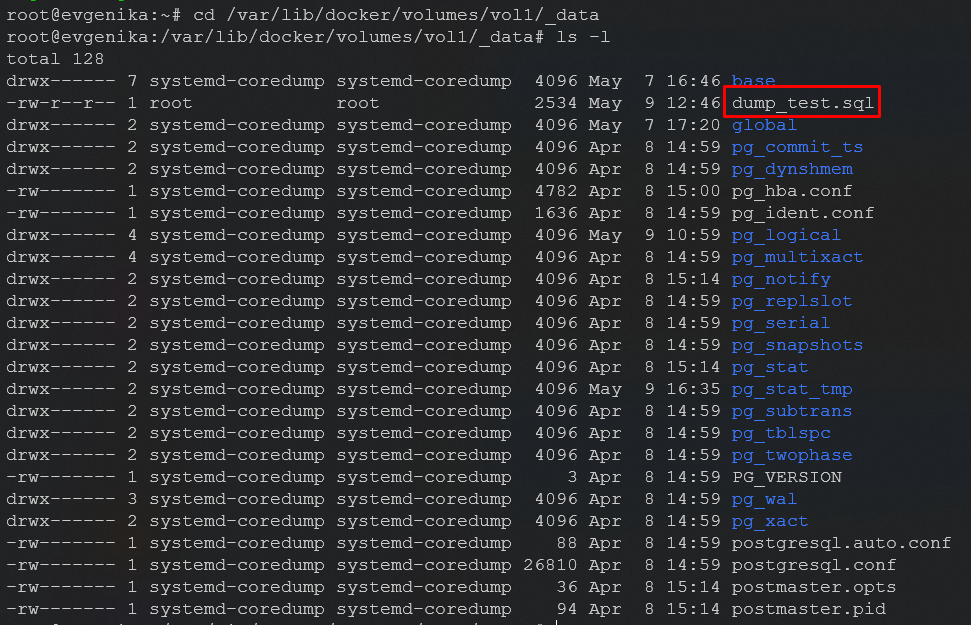 root@evgenika:~# cd /var/lib/docker/volumes/vol1/_data
root@evgenika:/var/lib/docker/volumes/vol1/_data# ls -l
total 128
drwx------ 7 systemd-coredump systemd-coredump  4096 May  7 16:46 base
-rw-r--r-- 1 root             root              2534 May  9 12:46 dump_test.sql
drwx------ 2 systemd-coredump systemd-coredump  4096 May  7 17:20 global
drwx------ 2 systemd-coredump systemd-coredump  4096 Apr  8 14:59 pg_commit_ts
drwx------ 2 systemd-coredump systemd-coredump  4096 Apr  8 14:59 pg_dynshmem
-rw------- 1 systemd-coredump systemd-coredump  4782 Apr  8 15:00 pg_hba.conf
-rw------- 1 systemd-coredump systemd-coredump  1636 Apr  8 14:59 pg_ident.conf
drwx------ 4 systemd-coredump systemd-coredump  4096 May  9 10:59 pg_logical
drwx------ 4 systemd-coredump systemd-coredump  4096 Apr  8 14:59 pg_multixact
drwx------ 2 systemd-coredump systemd-coredump  4096 Apr  8 15:14 pg_notify
drwx------ 2 systemd-coredump systemd-coredump  4096 Apr  8 14:59 pg_replslot
drwx------ 2 systemd-coredump systemd-coredump  4096 Apr  8 14:59 pg_serial
drwx------ 2 systemd-coredump systemd-coredump  4096 Apr  8 14:59 pg_snapshots
drwx------ 2 systemd-coredump systemd-coredump  4096 Apr  8 15:14 pg_stat
drwx------ 2 systemd-coredump systemd-coredump  4096 May  9 16:35 pg_stat_tmp
drwx------ 2 systemd-coredump systemd-coredump  4096 Apr  8 14:59 pg_subtrans
drwx------ 2 systemd-coredump systemd-coredump  4096 Apr  8 14:59 pg_tblspc
drwx------ 2 systemd-coredump systemd-coredump  4096 Apr  8 14:59 pg_twophase
-rw------- 1 systemd-coredump systemd-coredump     3 Apr  8 14:59 PG_VERSION
drwx------ 3 systemd-coredump systemd-coredump  4096 Apr  8 14:59 pg_wal
drwx------ 2 systemd-coredump systemd-coredump  4096 Apr  8 14:59 pg_xact
-rw------- 1 systemd-coredump systemd-coredump    88 Apr  8 14:59 postgresql.auto.conf
-rw------- 1 systemd-coredump systemd-coredump 26810 Apr  8 14:59 postgresql.conf
-rw------- 1 systemd-coredump systemd-coredump    36 Apr  8 15:14 postmaster.opts
-rw------- 1 systemd-coredump systemd-coredump    94 Apr  8 15:14 postmaster.pid